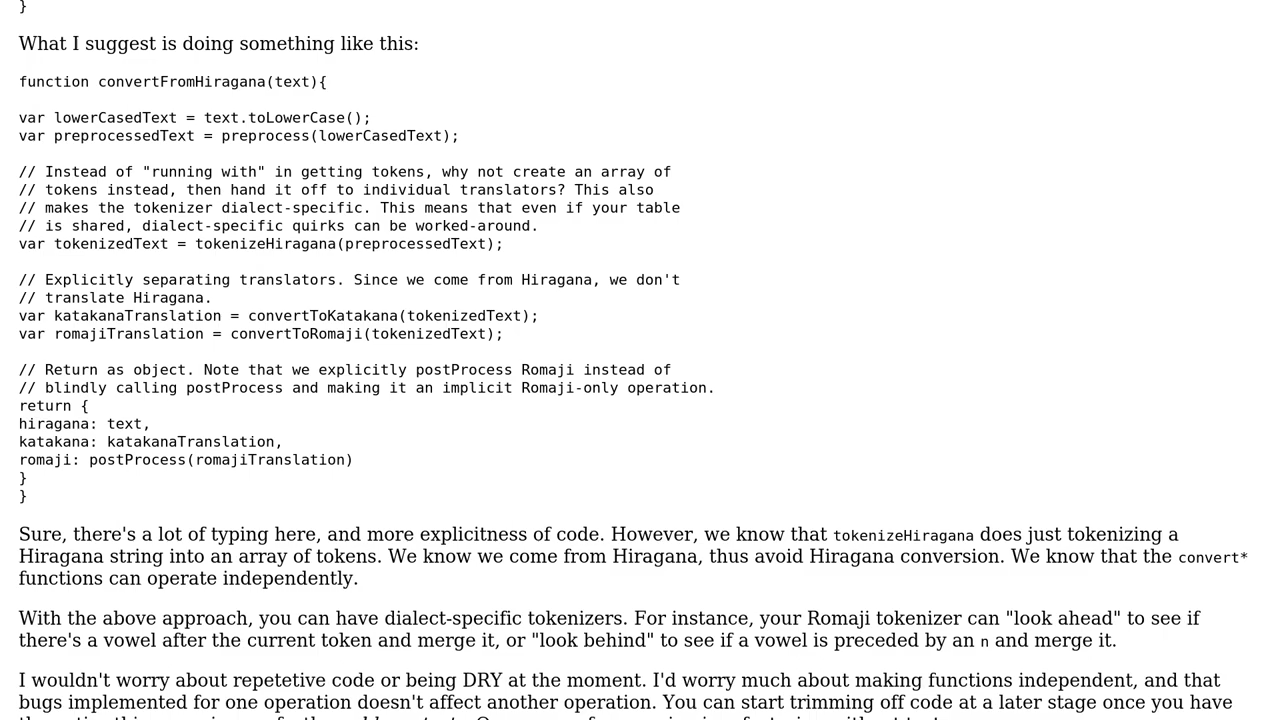 }
What I suggest is doing something like this:
function convertFromHiragana(text){
var lowerCasedText = text.toLowerCase();
var preprocessedText = preprocess(lowerCasedText);
// Instead of "running with" in getting tokens, why not create an array of
// tokens instead, then hand it off to individual translators? This also
// makes the tokenizer dialect-specific. This means that even if your table
// is shared, dialect-specific quirks can be worked-around.
var tokenizedText = tokenizeHiragana(preprocessedText);
// Explicitly separating translators. Since we come from Hiragana, we don't
// translate Hiragana.
var katakanaTranslation = convertToKatakana(tokenizedText);
var romajiTranslation = convertToRomaji(tokenizedText);
// Return as object. Note that we explicitly postProcess Romaji instead of
// blindly calling postProcess and making it an implicit Romaji-only operation.
return {
hiragana: text,
katakana: katakanaTranslation,
romaji: postProcess(romajiTranslation)
}
}
Sure, there's a lot of typing here, and more explicitness of code. However, we know that tokenizeHiragana does just tokenizing a
Hiragana string into an array of tokens. We know we come from Hiragana, thus avoid Hiragana conversion. We know that the convert*
functions can operate independently.
With the above approach, you can have dialect-specific tokenizers. For instance, your Romaji tokenizer can "look ahead" to see if
there's a vowel after the current token and merge it, or "look behind" to see if a vowel is preceded by an n and merge it.
I wouldn't worry about repetetive code or being DRY at the moment. I'd worry much about making functions independent, and that
bugs implemented for one operation doesn't affect another operation. You can start trimming off code at a later stage once you have